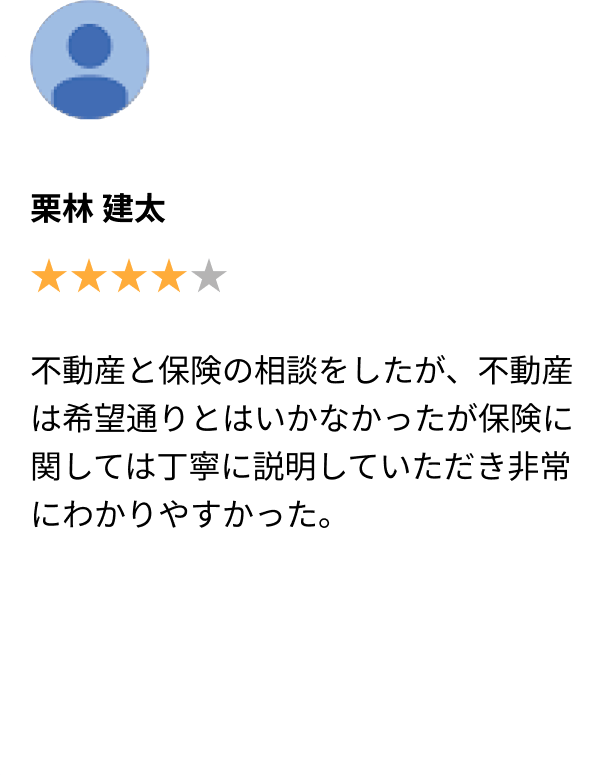 栗林 建太
★★★★★
不動産と保険の相談をしたが、不動産
は希望通りとはいかなかったが保険に
関しては丁寧に説明していただき非常
にわかりやすかった。